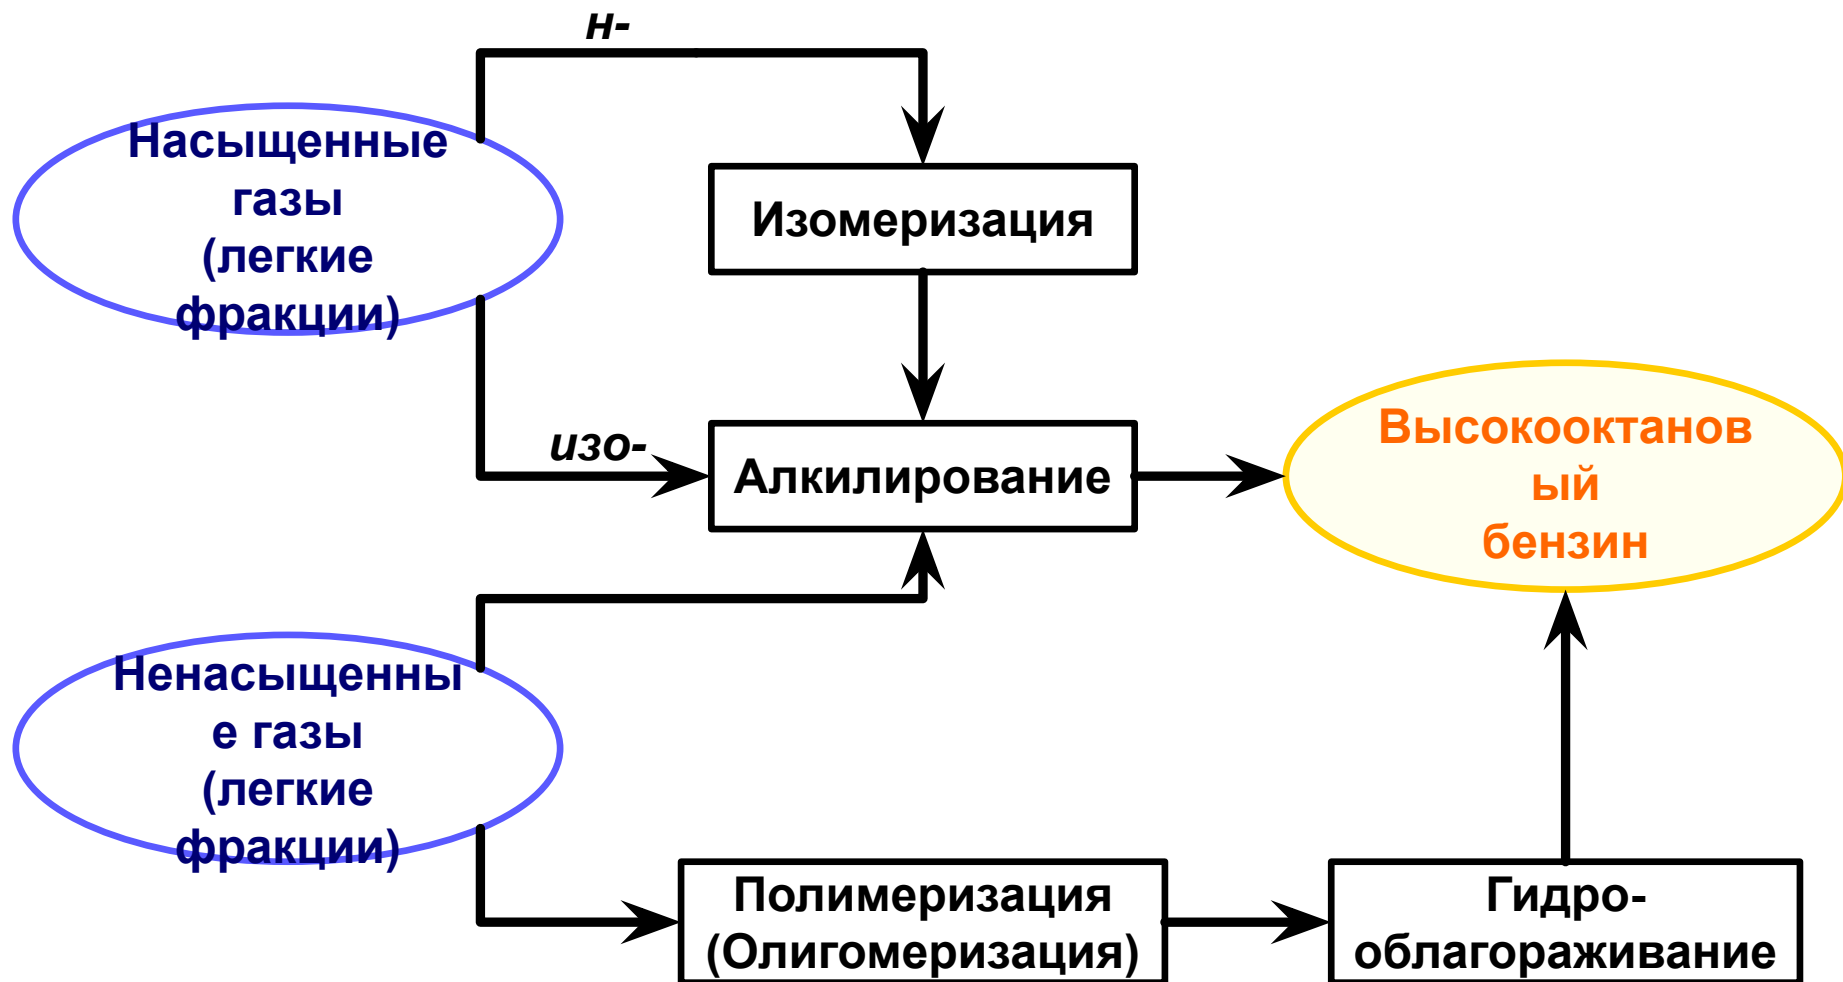 н-
Насыщенные
газы
(легкие
фракции)
Изомеризация
изо-
Алкилирование
Высокооктанов
ый
бензин
Ненасыщенны
е газы
(легкие
фракции)
Полимеризация
(Олигомеризация)
Гидро-
облагораживание